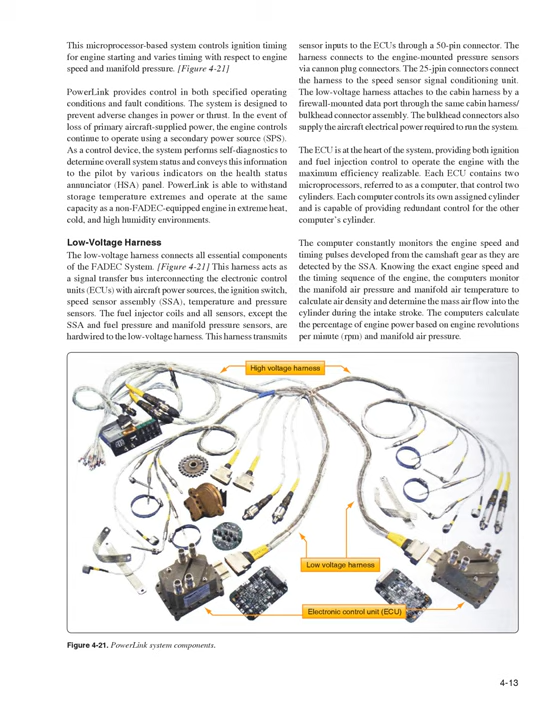 This microprocessor-based system controls ignition timing
for engine starting and varies timing with respect to engine
speed and manifold pressure. [Figure 4-21]
PowerLink provides control in both specified operating
conditions and fault conditions. The system is designed to
prevent adverse changes in power or thrust. In the event of
loss of primary aircraft-supplied power, the engine controls
continue to operate using a secondary power source (SPS).
As a control device, the system performs self-diagnostics to
determine overall system status and conveys this information
to the pilot by various indicators on the health status
annunciator (HSA) panel. PowerLink is able to withstand
storage temperature extremes and operate at the same
capacity as a non-FADEC-equipped engine in extreme heat,
cold, and high humidity environments.
Low-Voltage Harness
The low-voltage harness connects all essential components
of the FADEC System. [Figure 4-21] This harness acts as
a signal transfer bus interconnecting the electronic control
units (ECUs) with aircraft power sources, the ignition switch,
speed sensor assembly (SSA), temperature and pressure
sensors. The fuel injector coils and all sensors, except the
SSA and fuel pressure and manifold pressure sensors, are
hardwired to the low-voltage harness. This harness transmits
sensor inputs to the ECUs through a 50-pin connector. The
harness connects to the engine-mounted pressure sensors
via cannon plug connectors. The 25-jpin connectors connect
the harness to the speed sensor signal conditioning unit.
The low-voltage harness attaches to the cabin harness by a
firewall-mounted data port through the same cabin harness/
bulkhead connector assembly. The bulkhead connectors also
supply the aircraft electrical power required to run the system.
The ECU is at the heart of the system, providing both ignition
and fuel injection control to operate the engine with the
maximum efficiency realizable. Each ECU contains two
microprocessors, referred to as a computer, that control two
cylinders. Each computer controls its own assigned cylinder
and is capable of providing redundant control for the other
computer's cylinder.
The computer constantly monitors the engine speed and
timing pulses developed from the camshaft gear as they are
detected by the SSA. Knowing the exact engine speed and
the timing sequence of the engine, the computers monitor
the manifold air pressure and manifold air temperature to
calculate air density and determine the mass air flow into the
cylinder during the intake stroke. The computers calculate
the percentage of engine power based on engine revolutions
per minute (rpm) and manifold air pressure.
High voltage harness
Low voltage harness
Electronic control unit (ECU)
Figure 4-21. PowerLink system components.
4-13